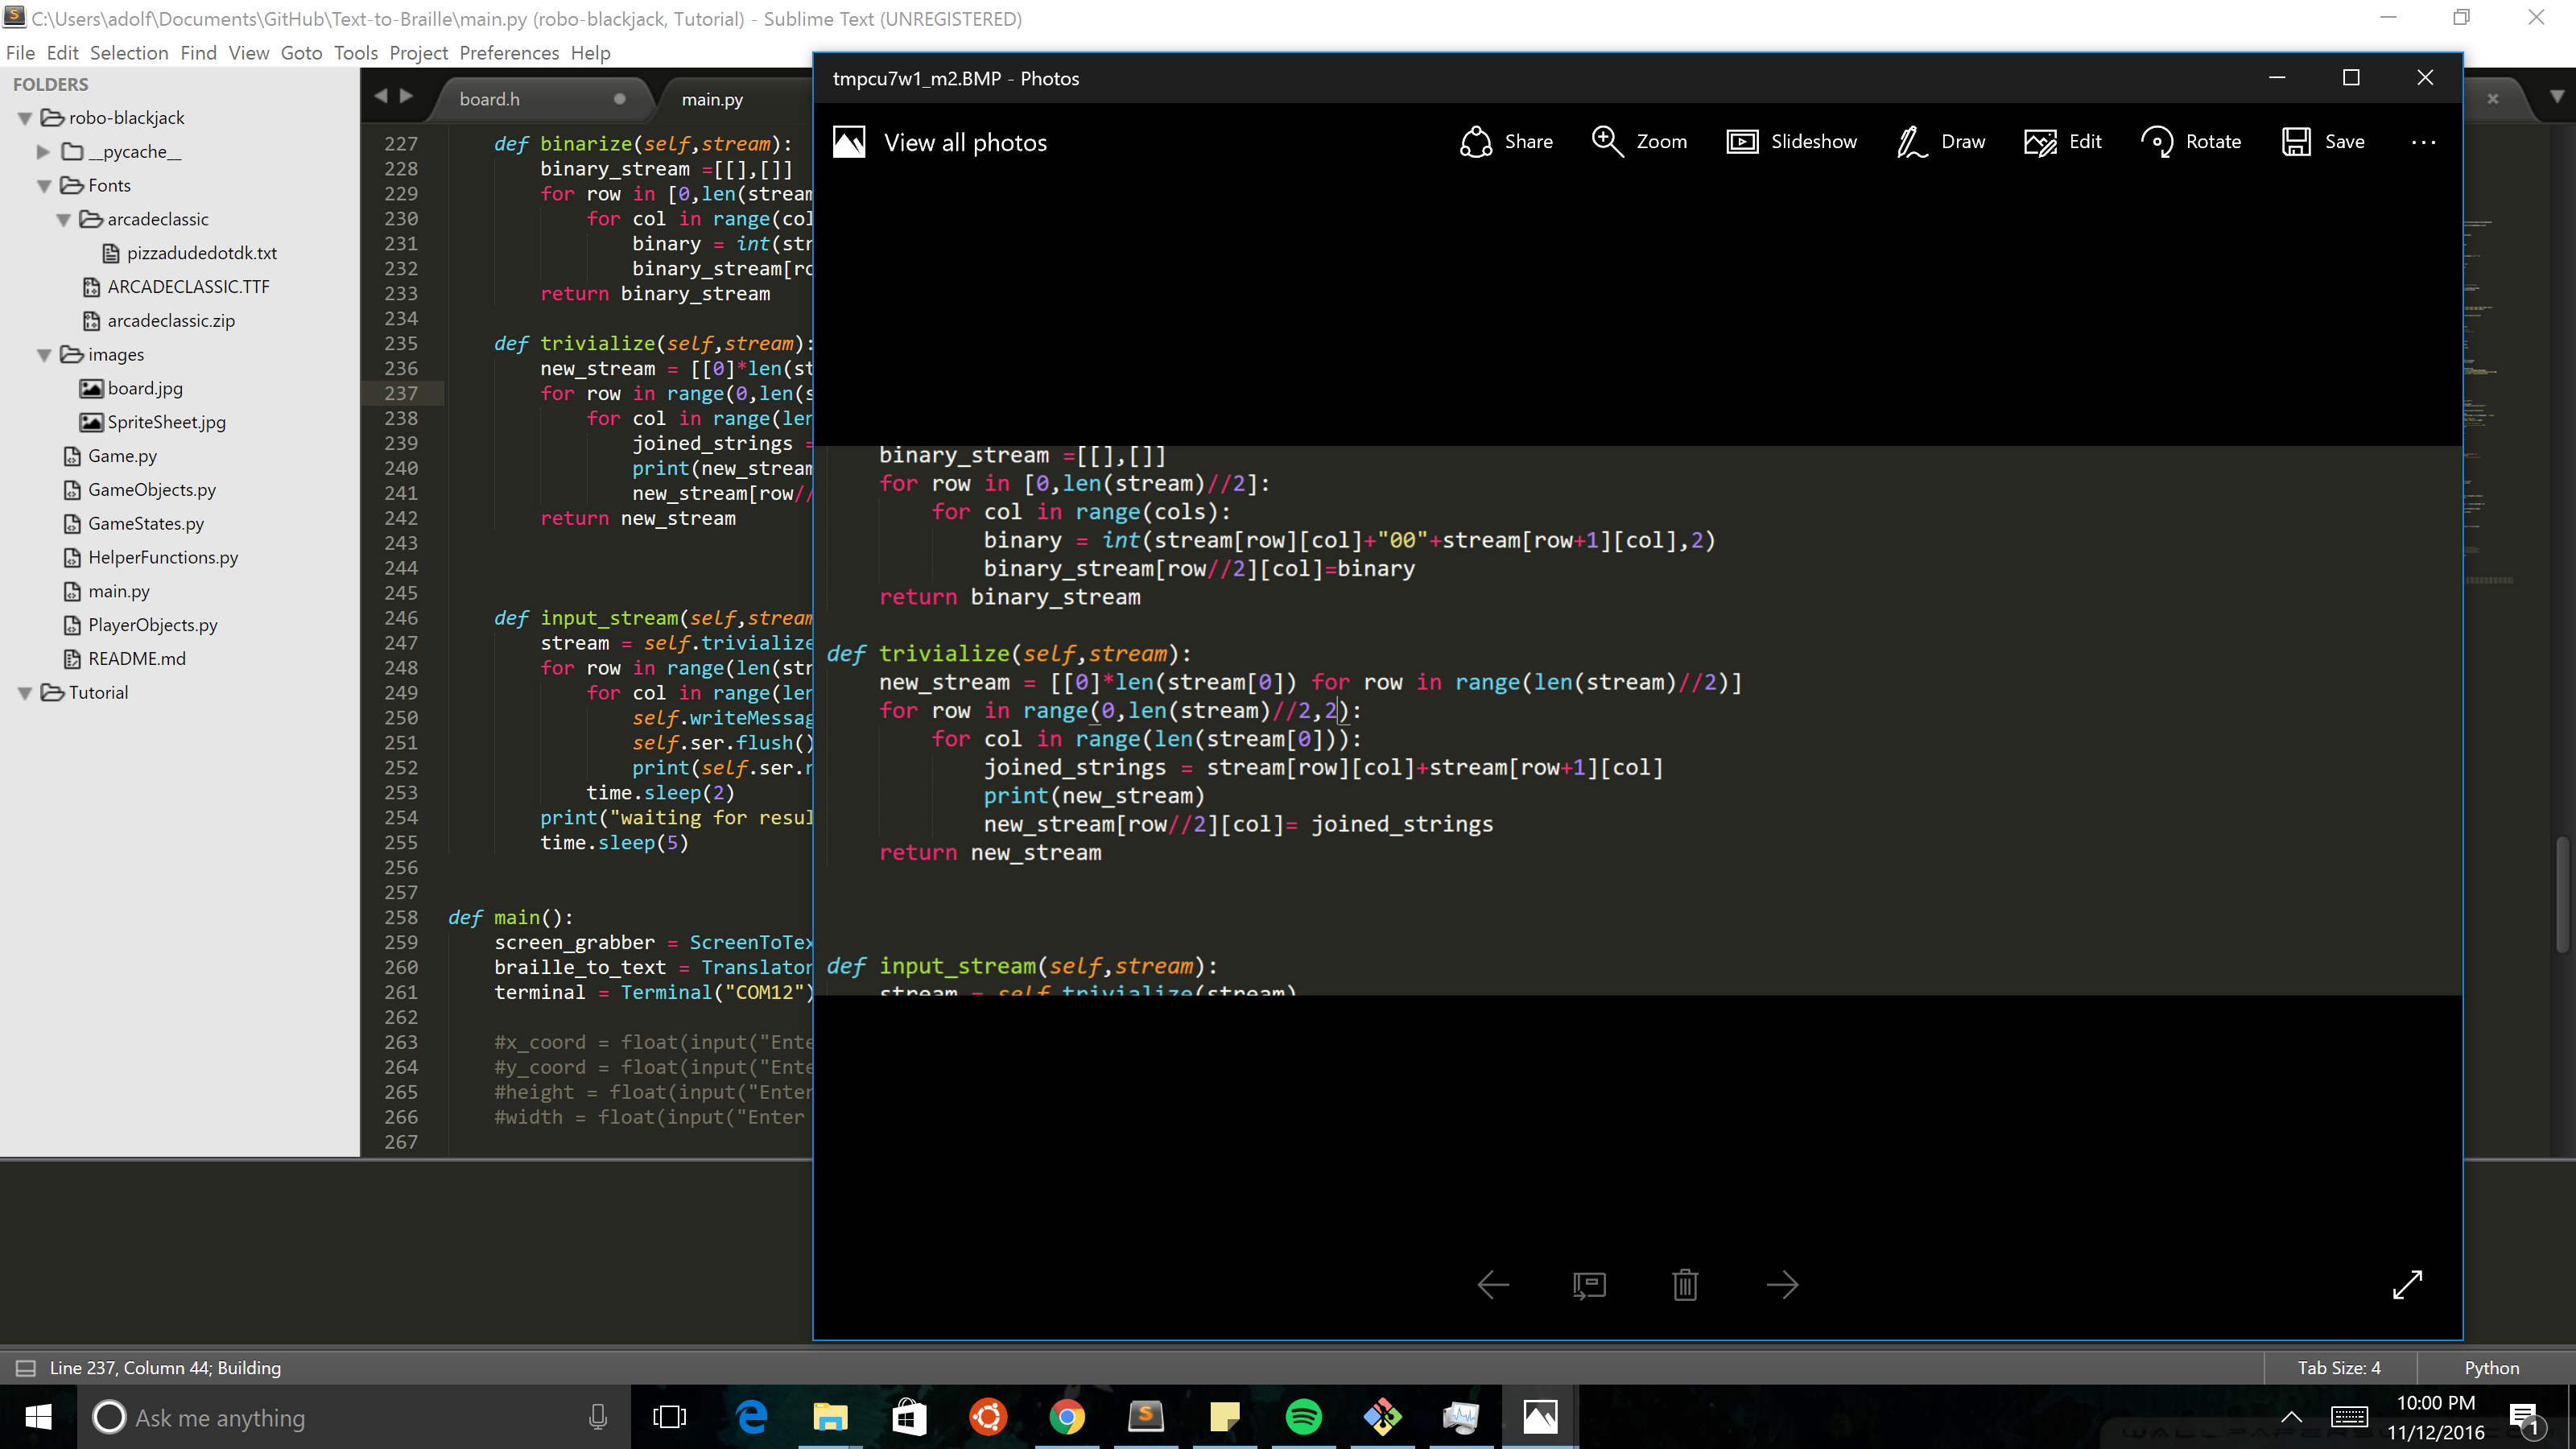 C:\Users\adolf\Documents\GitHub\Text-to-Braille\main.py (robo-blackjack, Tutorial) - Sublime Text (UNREGISTERED)
File Edit Selection Find View Goto Tools Project Preferences Help
FOLDERS
robo-blackjack
__pycache__
Fonts
arcadeclassic
pizzadudedotdk.txt
ARCADECLASSIC.TTF
arcadeclassic.zip
images
board.jpg
SpriteSheet.jpg
Game.py
GameObjects.py
GameStates.py
HelperFunctions.py
main.py
PlayerObjects.py
README.md
Tutorial
board.h
main.py
227 def binarize(self,stream):
228 binary_stream =[[],[]]
229 for row in [0,len(stream
230 for col in range(col
231 binary = int(str
232 binary_stream[ro
233 return binary_stream
234
235 def trivialize(self,stream):
236 new_stream = [[0]*len(st
237 for row in range(0,len(s
238 for col in range(len
239 joined_strings =
240 print(new_stream
241 new_stream[row//
242 return new_stream
243
244
245
246 def input_stream(self,stream
247 stream = self.trivialize
248 for row in range(len(str
249 for col in range(len
250 self.writeMessag
251 self.ser.flush()
252 print(self.ser.r
253 time.sleep(2)
254 print("waiting for resul
255 time.sleep(5)
256
257
258 def main():
259 screen_grabber = ScreenToTex
260 braille_to_text = Translator
261 terminal = Terminal("COM12")
262
263 #x_coord = float(input("Ente
264 #y_coord = float(input("Ente
265 #height = float(input("Enter
266 #width = float(input("Enter
267
tmpcu7w1_m2.BMP - Photos
View all photos
Share Zoom Slideshow Draw Edit Rotate Save
binary_stream =[[],[]]
for row in [0,len(stream)//2]:
for col in range(cols):
binary = int(stream[row][col]+"00"+stream[row+1][col],2)
binary_stream[row//2][col]=binary
return binary_stream
def trivialize(self,stream):
new_stream = [[0]*len(stream[0]) for row in range(len(stream)//2)]
for row in range(0,len(stream)//2,2):
for col in range(len(stream[0])):
joined_strings = stream[row][col]+stream[row+1][col]
print(new_stream)
new_stream[row//2][col]= joined_strings
return new_stream
def input_stream(self,stream):
stream = self.trivialize(stream)
Line 237, Column 44; Building
Tab Size: 4
Python
Ask me anything
10:00 PM
11/12/2016
1